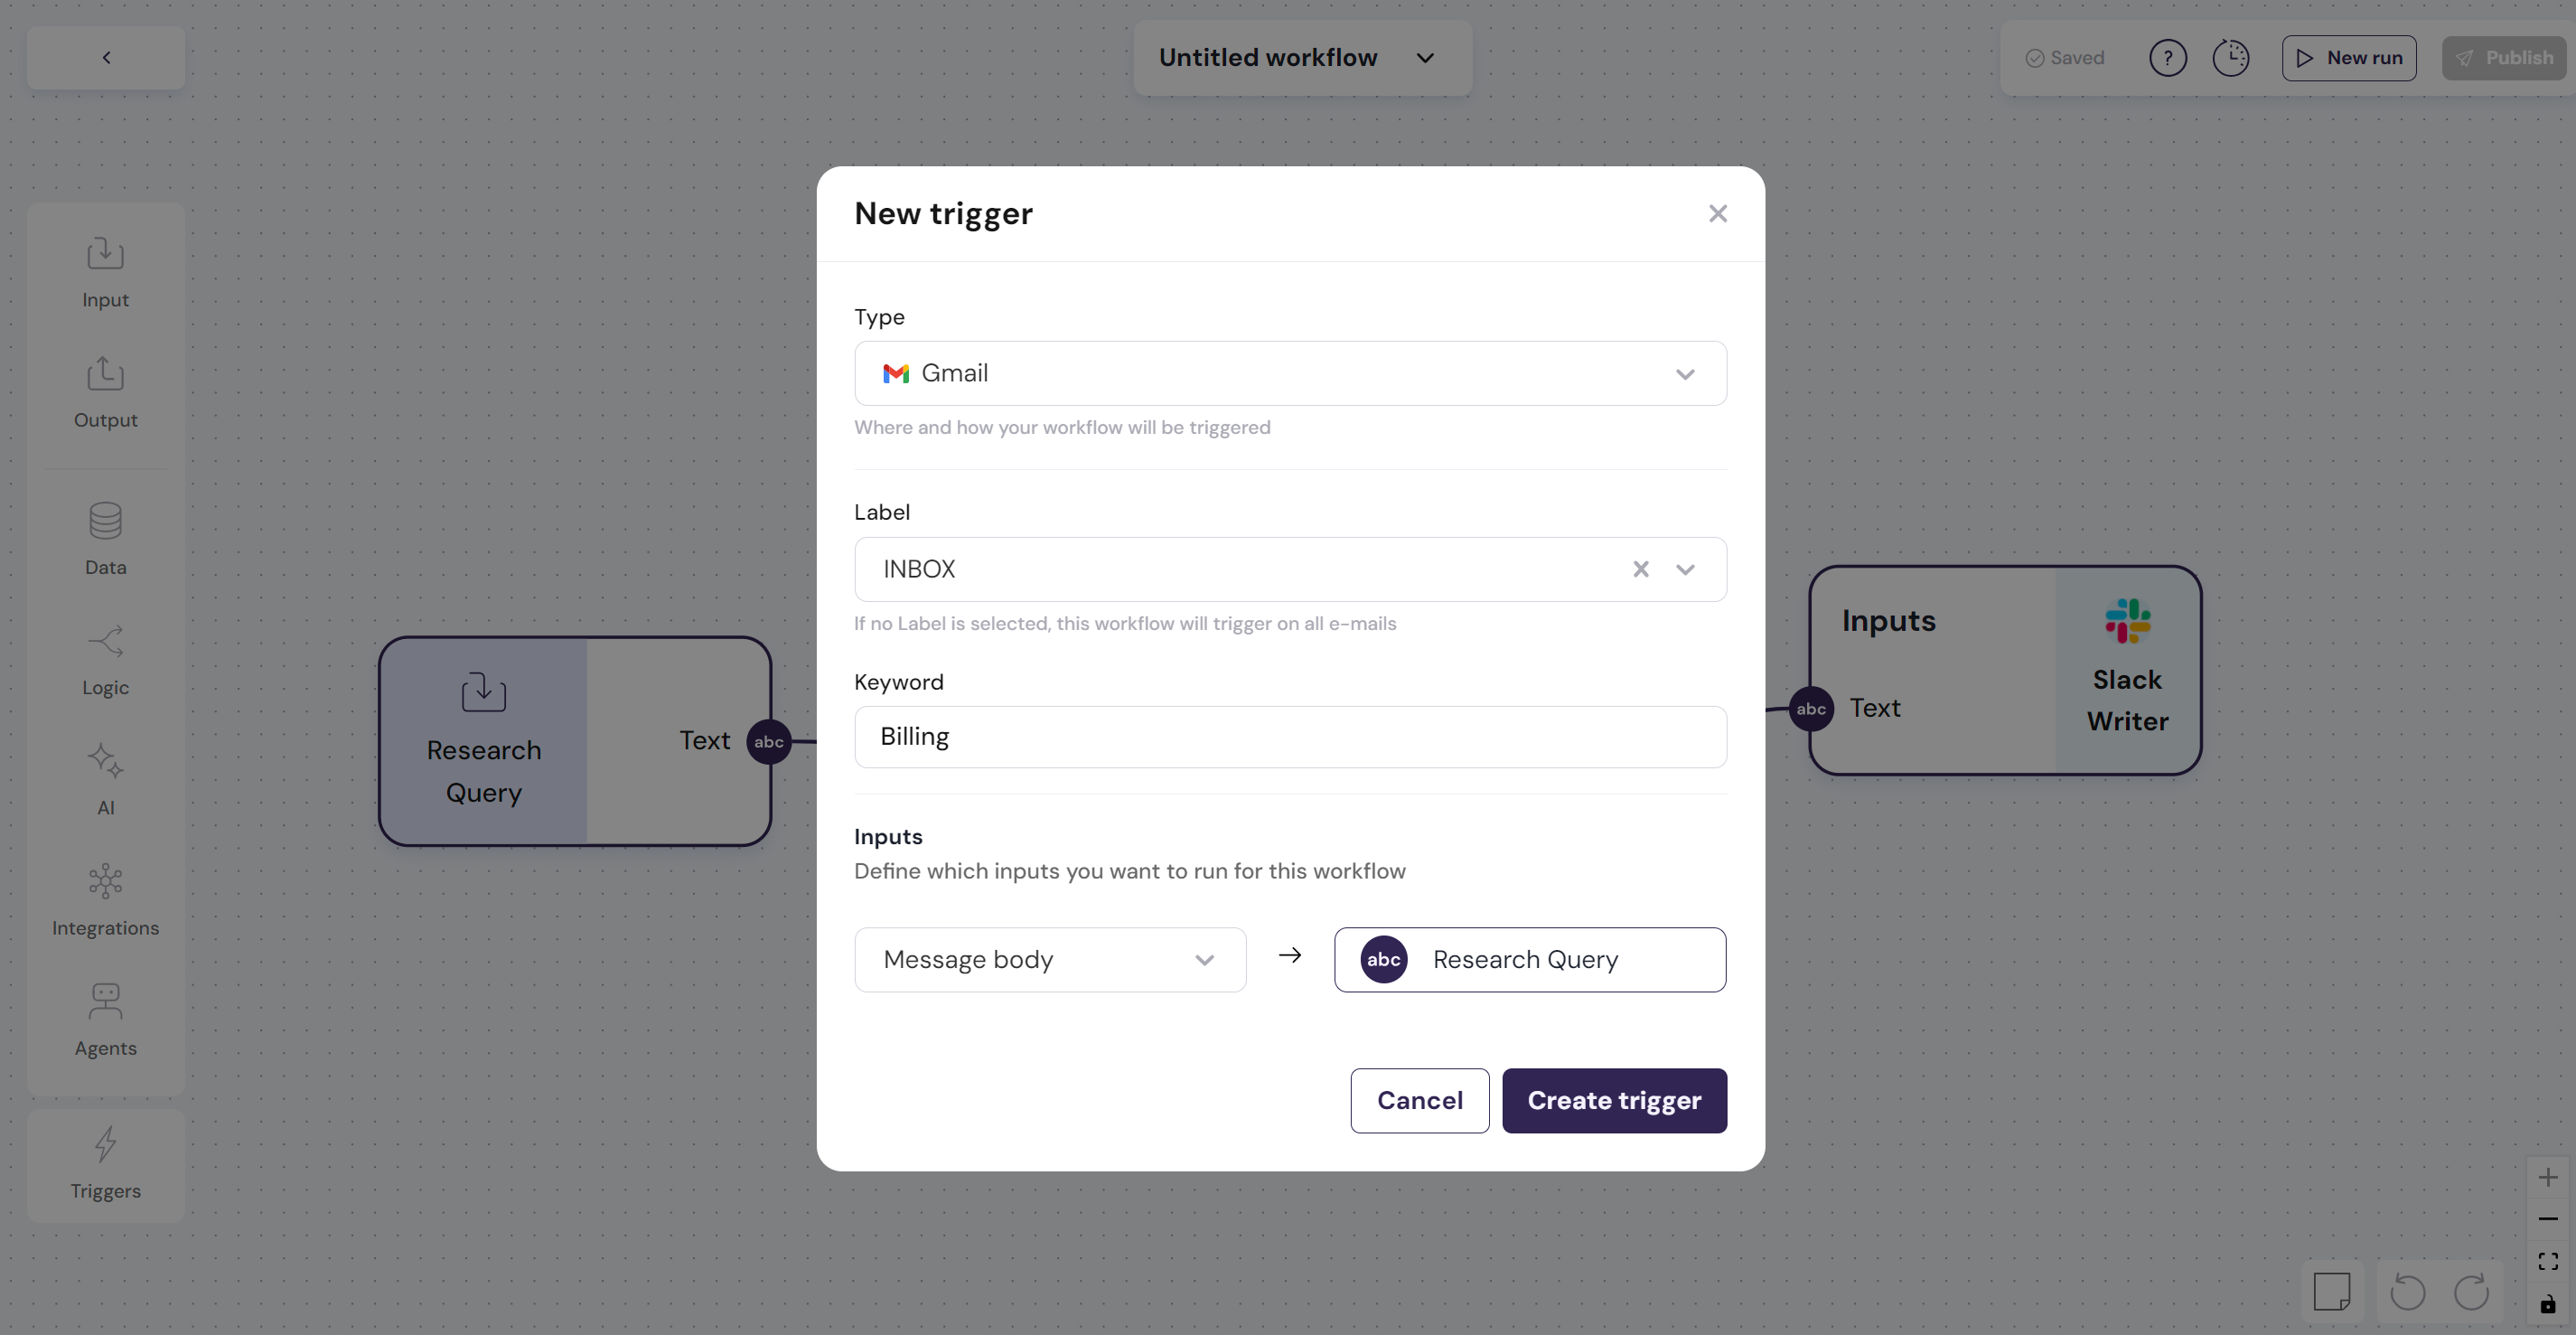 Untitled workflow
Saved
?
New run
Publish
Input
Output
Data
Logic
AI
Integrations
Agents
Triggers
Research
Query
Text
abc
New trigger
Type
Gmail
Where and how your workflow will be triggered
Label
INBOX
If no Label is selected, this workflow will trigger on all e-mails
Keyword
Billing
Inputs
Define which inputs you want to run for this workflow
Message body
abc
Research Query
Cancel
Create trigger
Inputs
abc
Text
Slack
Writer